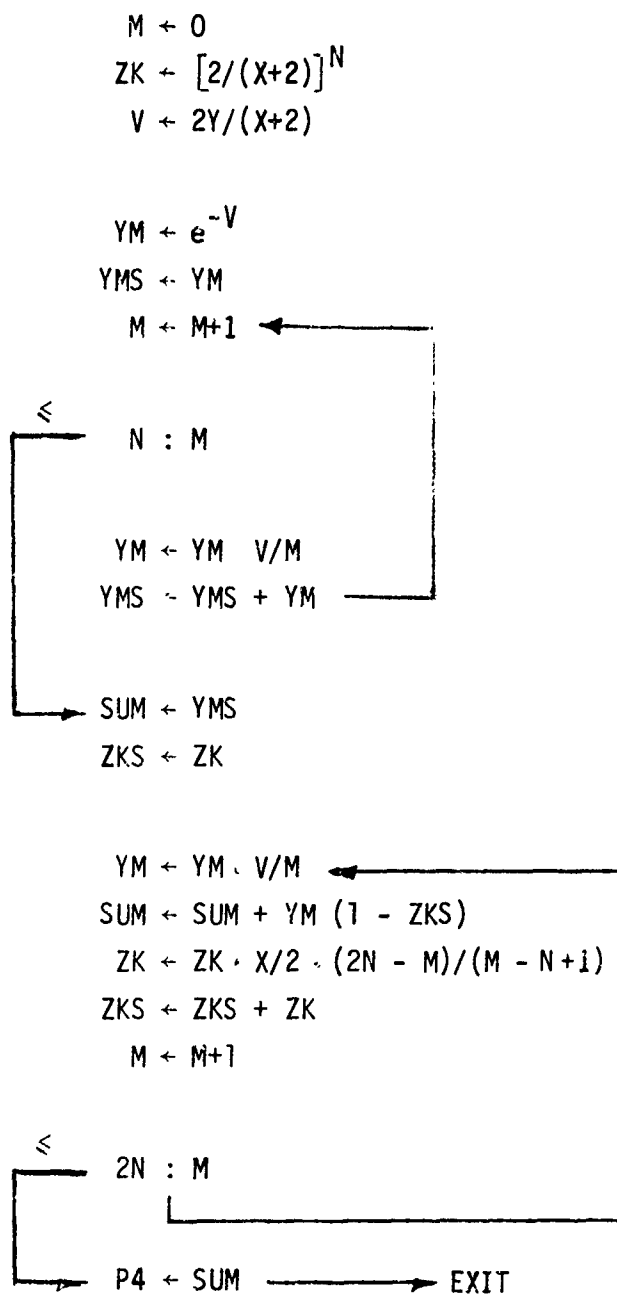 M ← 0
ZK ← [2/(X+2)]^N
V ← 2Y/(X+2)
YM ← e^-V
YMS ← YM
M ← M+1
≤
N : M
YM ← YM V/M
YMS - YMS + YM
SUM ← YMS
ZKS ← ZK
YM ← YM · V/M
SUM ← SUM + YM (1 - ZKS)
ZK ← ZK · X/2 · (2N - M)/(M - N+1)
ZKS ← ZKS + ZK
M ← M+1
≤
2N : M
P4 ← SUM → EXIT